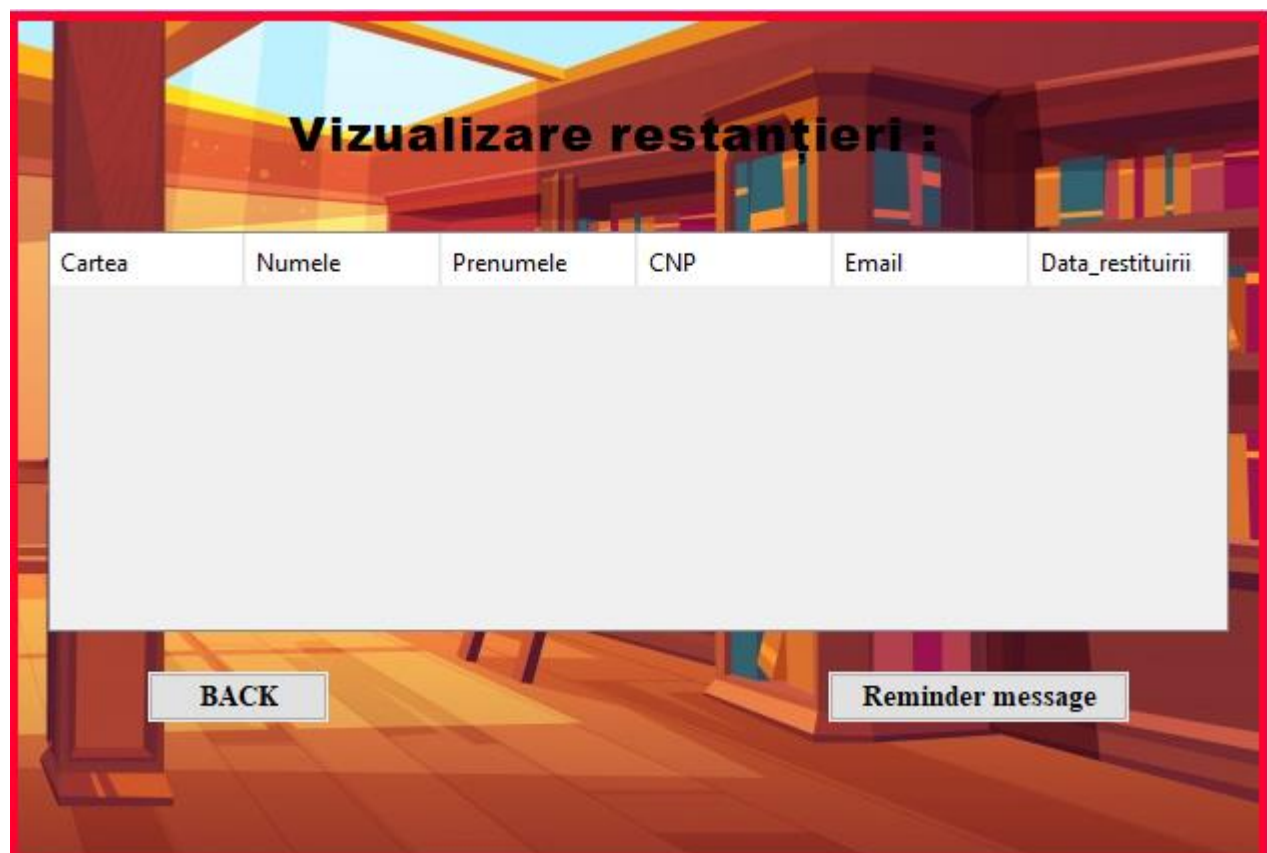 Vizualizare restanțieri :
Cartea Numele Prenumele CNP Email Data_restituirii
BACK Reminder message